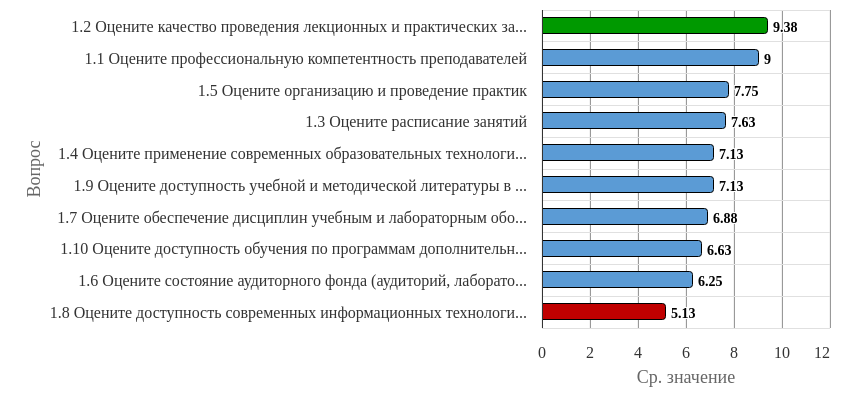 1.2 Оцените качество проведения лекционных и практических за... 9.38
1.1 Оцените профессиональную компетентность преподавателей 9
1.5 Оцените организацию и проведение практик 7.75
1.3 Оцените расписание занятий 7.63
1.4 Оцените применение современных образовательных технологи... 7.13
1.9 Оцените доступность учебной и методической литературы в ... 7.13
1.7 Оцените обеспечение дисциплин учебным и лабораторным обо... 6.88
1.10 Оцените доступность обучения по программам дополнительн... 6.63
1.6 Оцените состояние аудиторного фонда (аудиторий, лаборато... 6.25
1.8 Оцените доступность современных информационных технологи... 5.13
Вопрос
0 2 4 6 8 10 12
Ср. значение